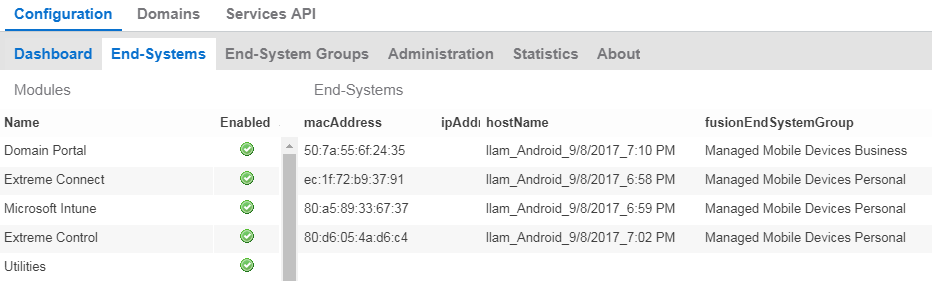 Configuration Domains Services API
Dashboard End-Systems End-System Groups Administration Statistics About
Modules End-Systems
Name Enabled macAddress ipAddr hostName fusionEndSystemGroup
Domain Portal 50:7a:55:6f:24:35 llam_Android_9/8/2017_7:10 PM Managed Mobile Devices Business
Extreme Connect ec:1f:72:b9:37:91 llam_Android_9/8/2017_6:58 PM Managed Mobile Devices Personal
Microsoft Intune 80:a5:89:33:67:37 llam_Android_9/8/2017_6:59 PM Managed Mobile Devices Personal
Extreme Control 80:d6:05:4a:d6:c4 llam_Android_9/8/2017_7:02 PM Managed Mobile Devices Personal
Utilities